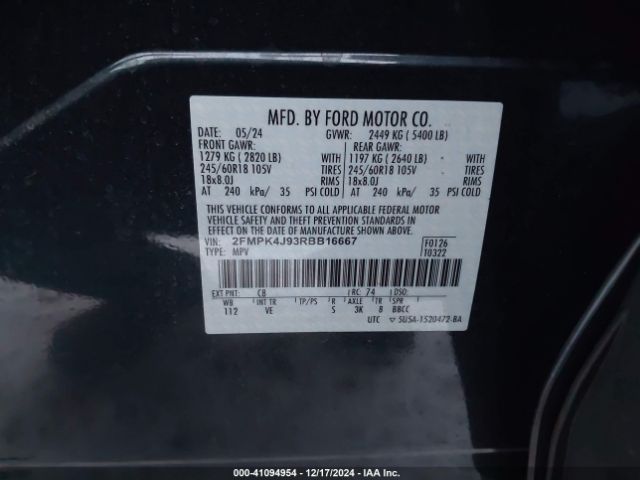 MFD. BY FORD MOTOR CO.
DATE: 05/24 GVWR: 2449 KG ( 5400 LB)
FRONT GAWR: REAR GAWR:
1279 KG ( 2820 LB) WITH 1197 KG ( 2640 LB) WITH
245/60R18 105V TIRES 245/60R18 105V TIRES
18x8.0J RIMS 18x8.0J RIMS
AT 240 kPa/ 35 PSI COLD AT 240 kPa/ 35 PSI COLD
THIS VEHICLE CONFORMS TO ALL APPLICABLE FEDERAL MOTOR
VEHICLE SAFETY AND THEFT PREVENTION STANDARDS IN EFFECT
ON THE DATE OF MANUFACTURE SHOWN ABOVE.
VIN: 2FMPK4J93RBB16667 F0126
TYPE: MPV T0322
EXT PNT: C8 RC: 74 DSO:
WB INT TR TP/PS R AXLE TR SPR
112 VE S 3K B BBCC
UTC 5U5A-1520472-BA
00-41094954 - 12/17/2024 - IAA Inc.